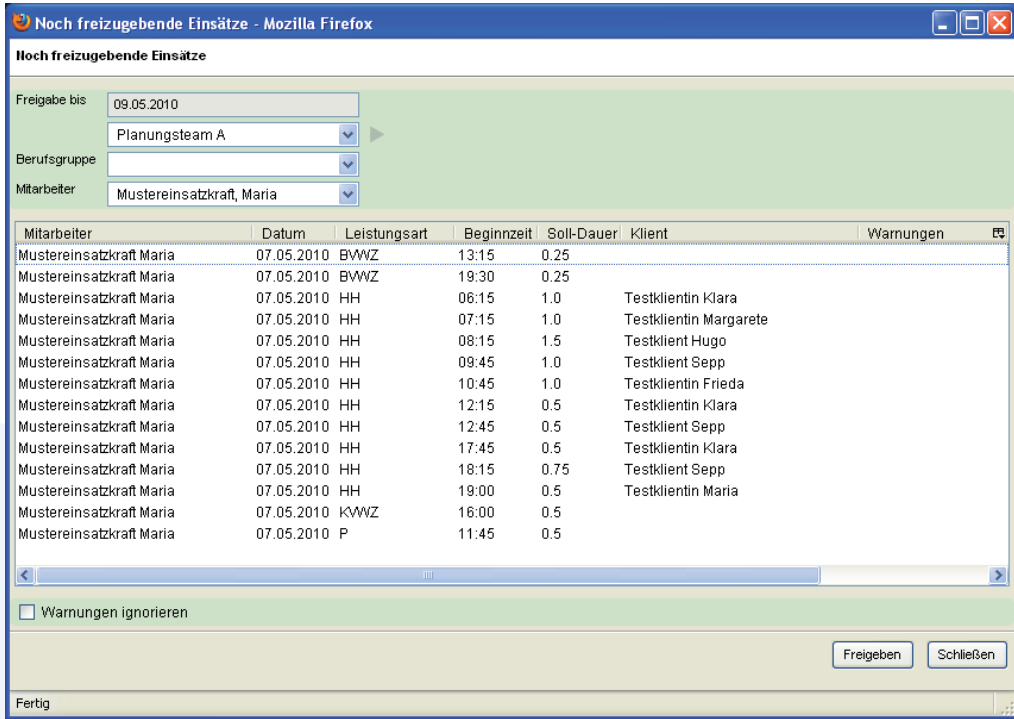 Noch freizugebende Einsätze - Mozilla Firefox
Noch freizugebende Einsätze
Freigabe bis 09.05.2010
Planungsteam A
Berufsgruppe
Mitarbeiter Mustereinsatzkraft, Maria
Mitarbeiter Datum Leistungsart Beginnzeit Soll-Dauer Klient Warnungen
Mustereinsatzkraft Maria 07.05.2010 BVWZ 13:15 0.25
Mustereinsatzkraft Maria 07.05.2010 BVWZ 19:30 0.25
Mustereinsatzkraft Maria 07.05.2010 HH 06:15 1.0 Testklientin Klara
Mustereinsatzkraft Maria 07.05.2010 HH 07:15 1.0 Testklientin Margarete
Mustereinsatzkraft Maria 07.05.2010 HH 08:15 1.5 Testklient Hugo
Mustereinsatzkraft Maria 07.05.2010 HH 09:45 1.0 Testklient Sepp
Mustereinsatzkraft Maria 07.05.2010 HH 10:45 1.0 Testklientin Frieda
Mustereinsatzkraft Maria 07.05.2010 HH 12:15 0.5 Testklientin Klara
Mustereinsatzkraft Maria 07.05.2010 HH 12:45 0.5 Testklient Sepp
Mustereinsatzkraft Maria 07.05.2010 HH 17:45 0.5 Testklientin Klara
Mustereinsatzkraft Maria 07.05.2010 HH 18:15 0.75 Testklient Sepp
Mustereinsatzkraft Maria 07.05.2010 HH 19:00 0.5 Testklientin Maria
Mustereinsatzkraft Maria 07.05.2010 KVWZ 16:00 0.5
Mustereinsatzkraft Maria 07.05.2010 P 11:45 0.5
Warnungen ignorieren
Freigeben Schließen
Fertig